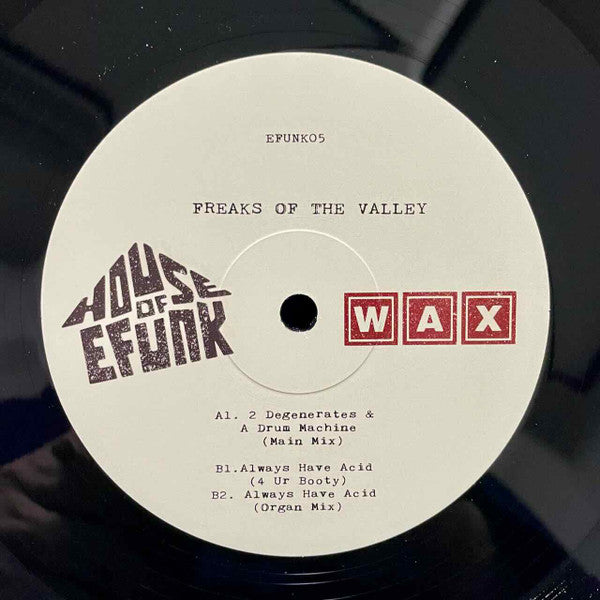 EFUNK05
FREAKS OF THE VALLEY
HOUSE
OF
EFUNK
WAX
A1. 2 Degenerates &
A Drum Machine
(Main Mix)
B1.Always Have Acid
(4 Ur Booty)
B2. Always Have Acid
(Organ Mix)